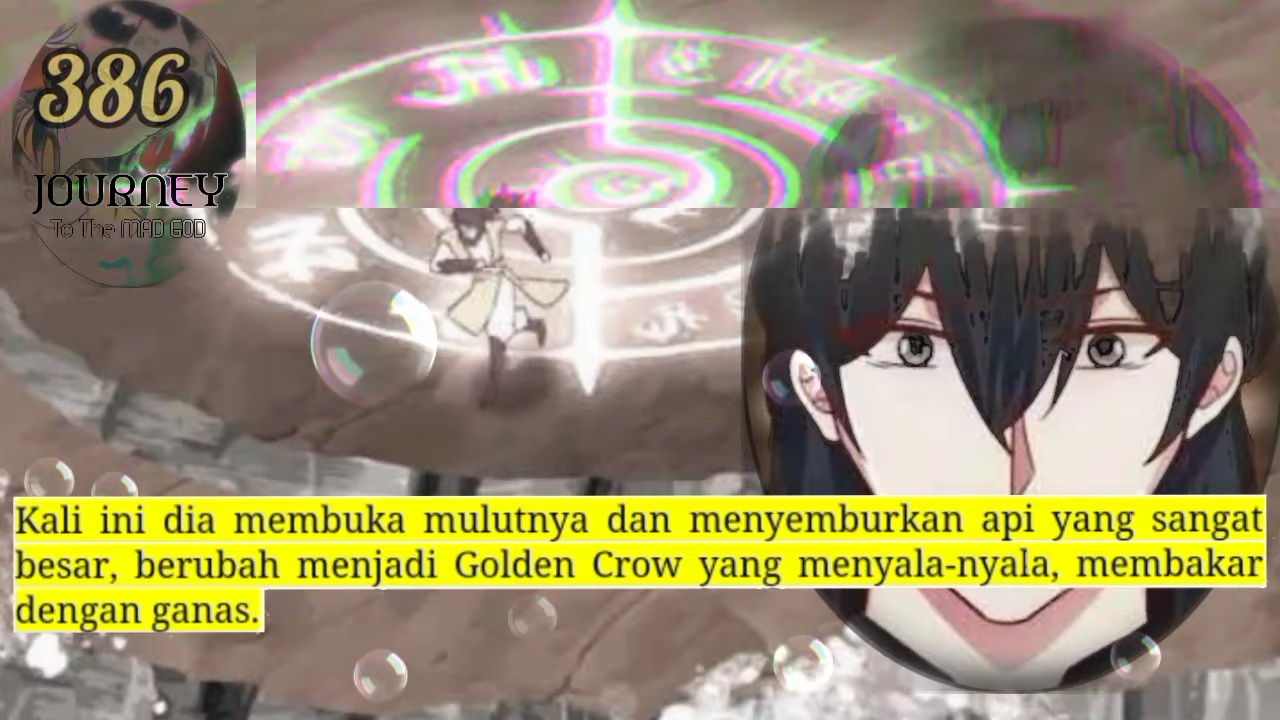 386
JOURNEY
To The MAD GOD
Kali ini dia membuka mulutnya dan menyemburkan api yang sangat
besar, berubah menjadi Golden Crow yang menyala-nyala, membakar
dengan ganas.